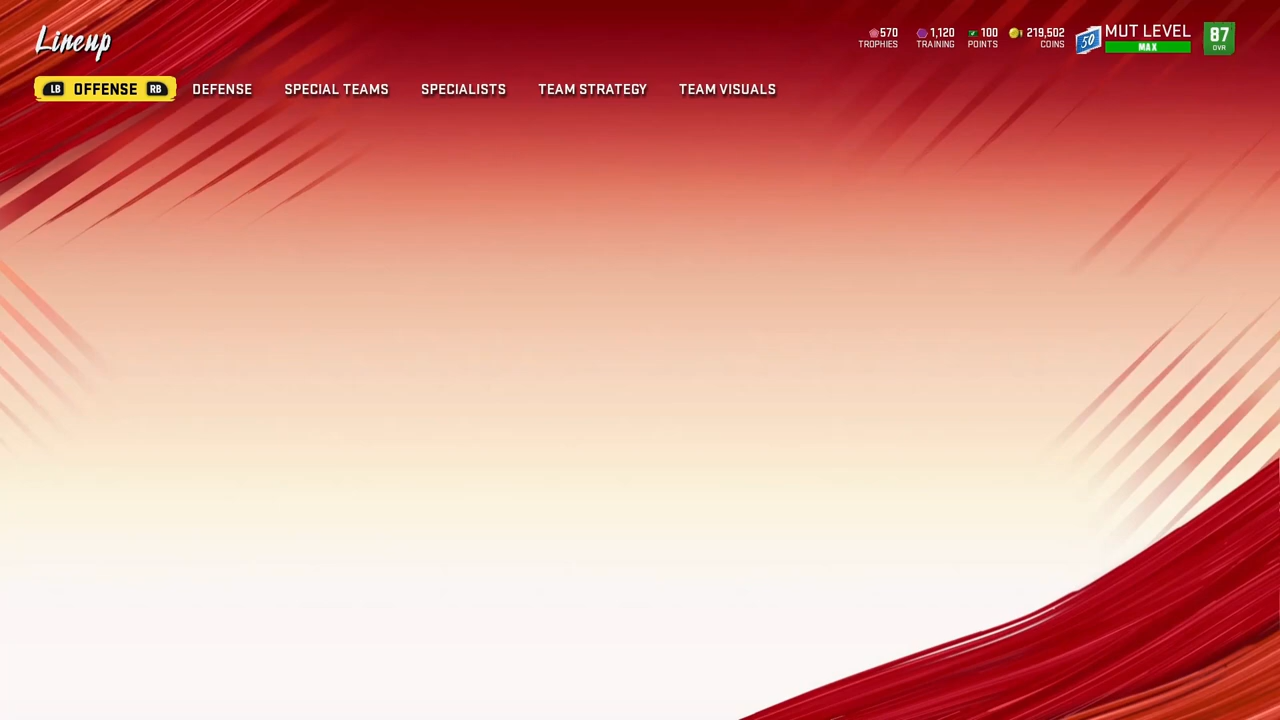 Lineup
570 TROPHIES
1,120 TRAINING
100 POINTS
219,502 COINS
50
MUT LEVEL
MAX
87 OVR
LB OFFENSE RB DEFENSE SPECIAL TEAMS SPECIALISTS TEAM STRATEGY TEAM VISUALS